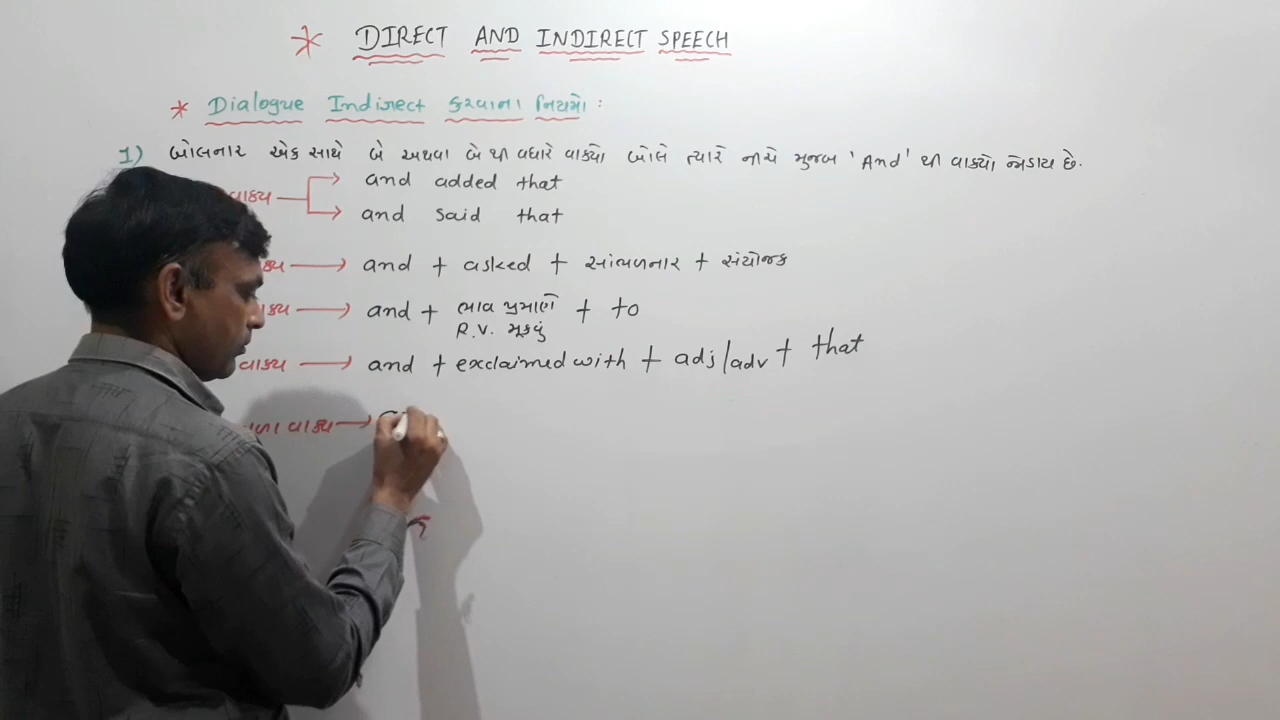 * DIRECT AND INDIRECT SPEECH
* Dialogue Indirect કરવાના નિયમો :
1) બોલનાર એક સાથે બે અથવા બે થી વધારે વાક્યો બોલે ત્યારે નીચે મુજબ 'And' થી વાક્યો જોડાય છે.
વાક્ય → and added that
→ and said that
→ and + asked + સાંભળનાર + સંયોજક
→ and + ભાવ પ્રમાણે + to
R.V. મૂકવું
વાક્ય → and + exclaimed with + adj/adv + that
વાક્ય →